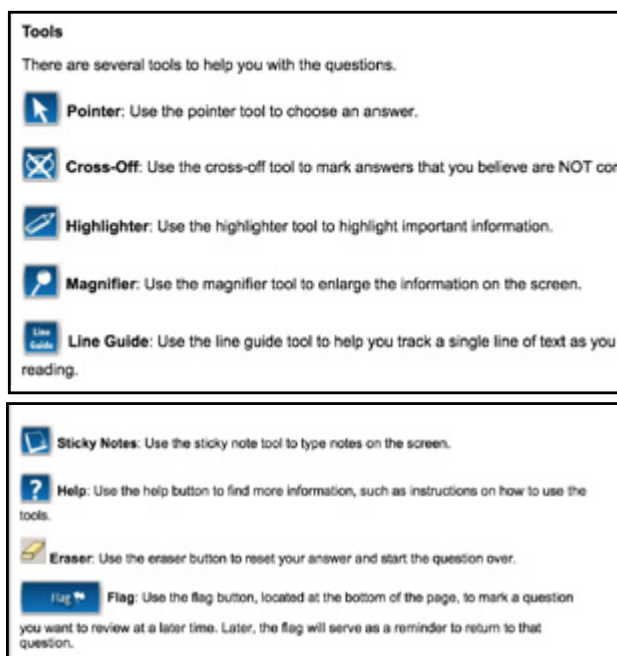 Tools
There are several tools to help you with the questions.
Pointer: Use the pointer tool to choose an answer.
Cross-Off: Use the cross-off tool to mark answers that you believe are NOT cor
Highlighter: Use the highlighter tool to highlight important information.
Magnifier: Use the magnifier tool to enlarge the information on the screen.
Line Guide Line Guide: Use the line guide tool to help you track a single line of text as you
reading.
Sticky Notes: Use the sticky note tool to type notes on the screen.
? Help: Use the help button to find more information, such as instructions on how to use the
tools.
Eraser: Use the eraser button to reset your answer and start the question over.
Flag Flag: Use the flag button, located at the bottom of the page, to mark a question
you want to review at a later time. Later, the flag will serve as a reminder to return to that
question.